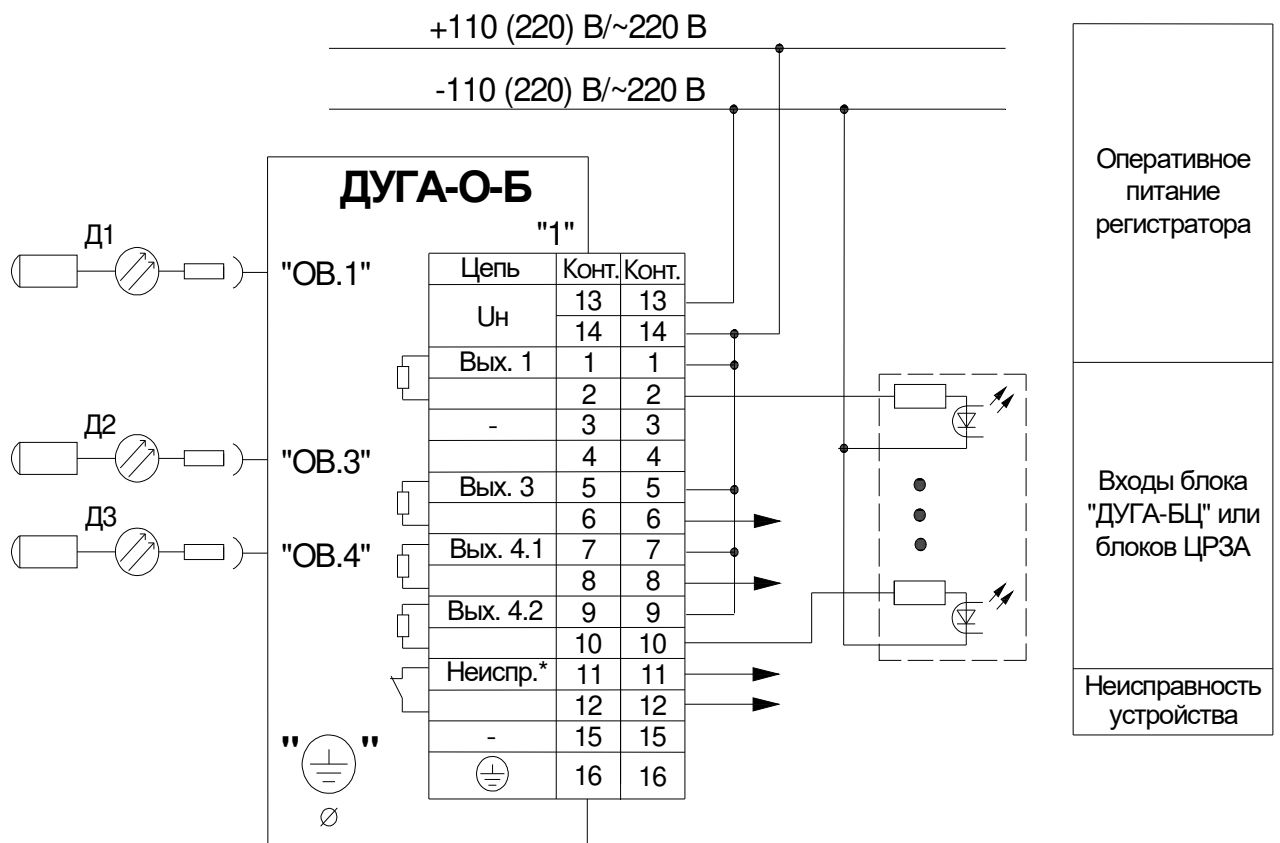 +110 (220) В/~220 В
-110 (220) В/~220 В
Оперативное
питание
регистратора
ДУГА-О-Б
"1"
Д1
"ОВ.1"
Д2
"ОВ.3"
Д3
"ОВ.4"
Цепь Конт. Конт.
Uн 13 13
14 14
Вых. 1 1 1
2 2
- 3 3
4 4
Вых. 3 5 5
6 6
Вых. 4.1 7 7
8 8
Вых. 4.2 9 9
10 10
Неиспр.* 11 11
12 12
- 15 15
16 16
" "
Входы блока
"ДУГА-БЦ" или
блоков ЦРЗА
Неисправность
устройства